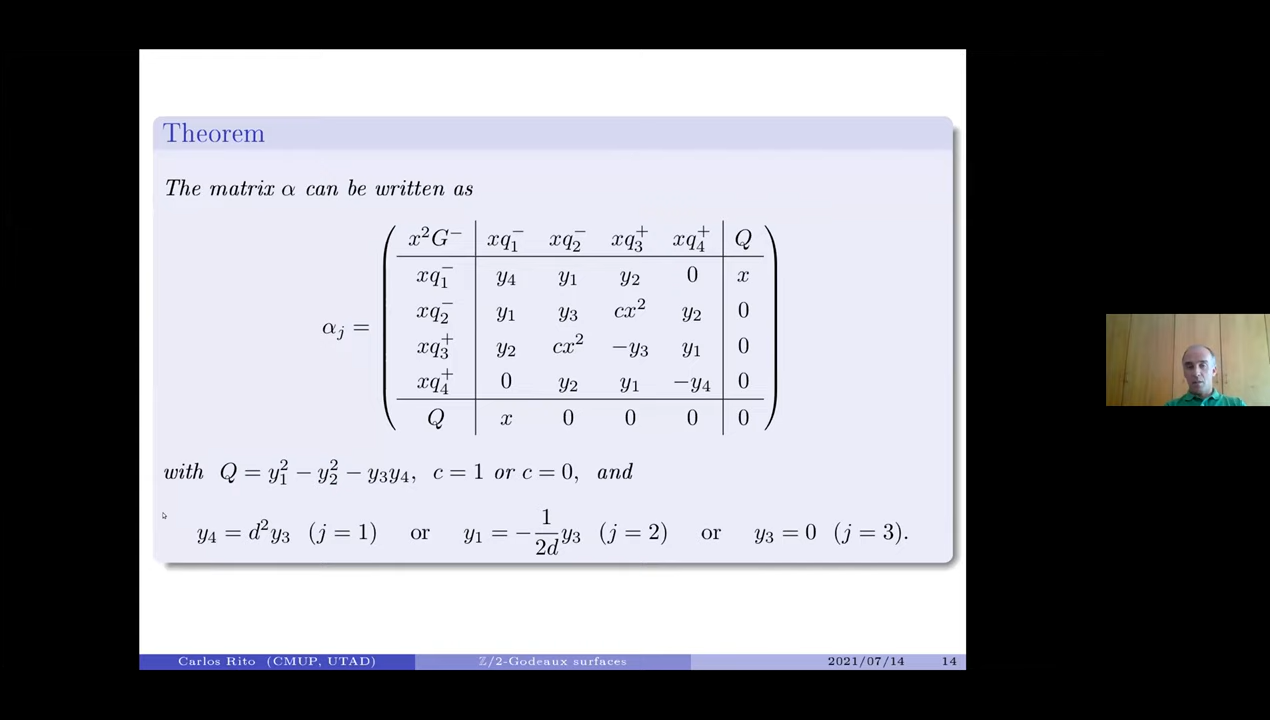 Theorem
The matrix α can be written as
x²G⁻ xq₁⁻ xq₂⁻ xq₃⁺ xq₄⁺ Q
xq₁⁻ y₄ y₁ y₂ 0 x
xq₂⁻ y₁ y₃ cx² y₂ 0
αⱼ = xq₃⁺ y₂ cx² −y₃ y₁ 0
xq₄⁺ 0 y₂ y₁ −y₄ 0
Q x 0 0 0 0
with Q = y₁² − y₂² − y₃y₄, c = 1 or c = 0, and
y₄ = d²y₃ (j = 1) or y₁ = −1/2d y₃ (j = 2) or y₃ = 0 (j = 3).
Carlos Rito (CMUP, UTAD) ℤ/2-Godeaux surfaces 2021/07/14 14